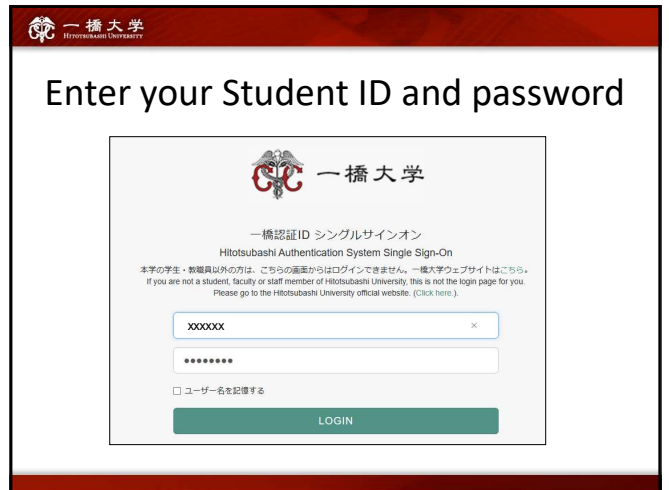 一橋大学
HITOTSUBASHI UNIVERSITY
Enter your Student ID and password
一橋大学
一橋認証ID シングルサインオン
Hitotsubashi Authentication System Single Sign-On
本学の学生・教職員以外の方は、こちらの画面からはログインできません。一橋大学ウェブサイトはこちら。
If you are not a student, faculty or staff member of Hitotsubashi University, this is not the login page for you.
Please go to the Hitotsubashi University official website. (Click here.).
xxxxxx ×
••••••••
ユーザー名を記憶する
LOGIN